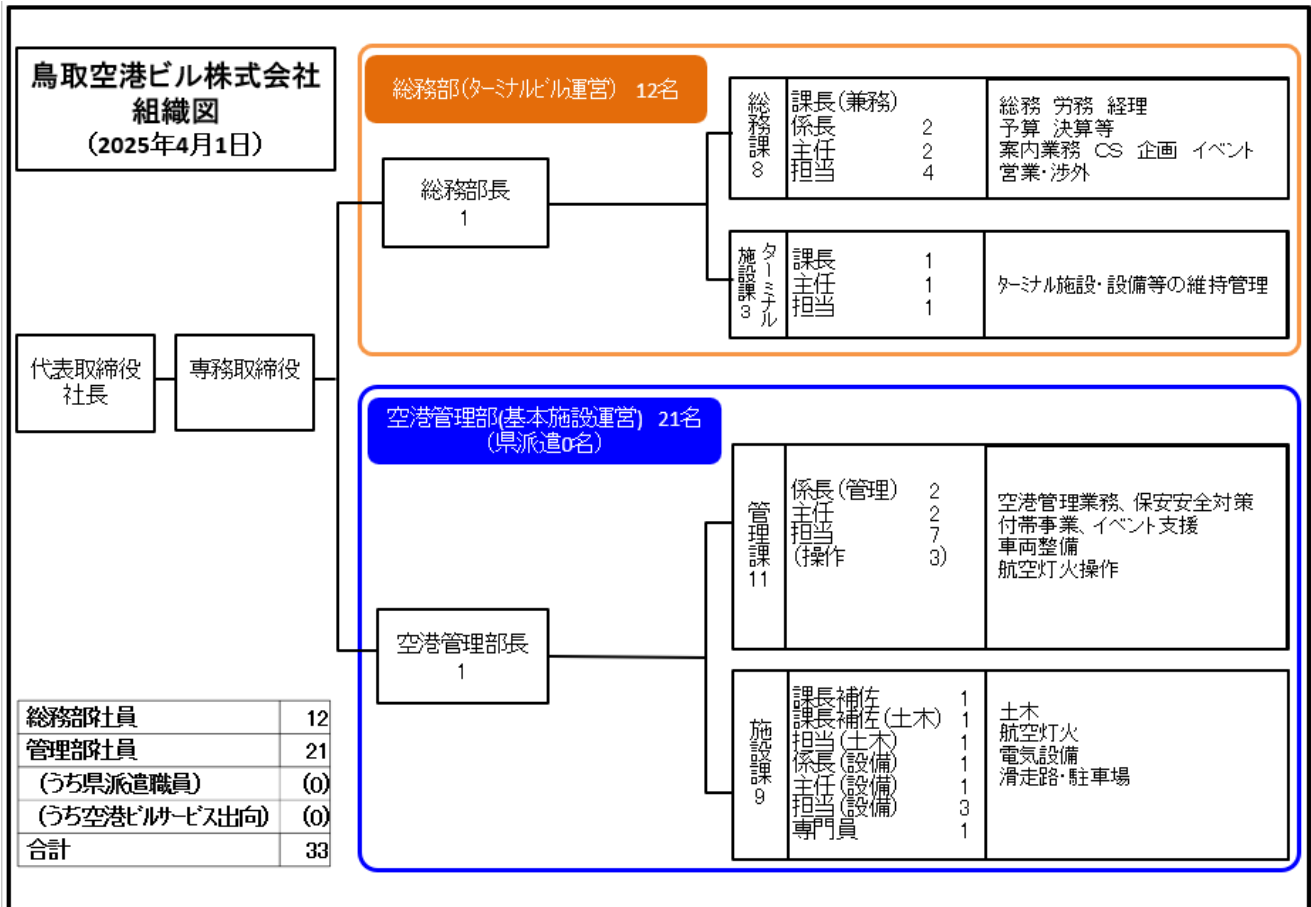 鳥取空港ビル株式会社
組織図
（2025年4月1日）
総務部(ターミナルビル運営) 12名
総務部長
1
総務課
8
課長(兼務)
係長 2
主任 2
担当 4
総務 労務 経理
予算 決算等
案内業務 CS 企画 イベント
営業・渉外
ターミナル
施設課
3
課長 1
主任 1
担当 1
ターミナル施設・設備等の維持管理
代表取締役
社長
専務取締役
空港管理部(基本施設運営) 21名
（県派遣0名）
空港管理部長
1
管理課
11
係長(管理) 2
主任 2
担当 7
(操作 3)
空港管理業務、保安安全対策
付帯事業、イベント支援
車両整備
航空灯火操作
施設課
9
課長補佐 1
課長補佐(土木) 1
担当(土木) 1
係長(設備) 1
主任(設備) 1
担当(設備) 3
専門員 1
土木
航空灯火
電気設備
滑走路・駐車場
総務部社員 12
管理部社員 21
(うち県派遣職員) (0)
(うち空港ビルサービス出向) (0)
合計 33